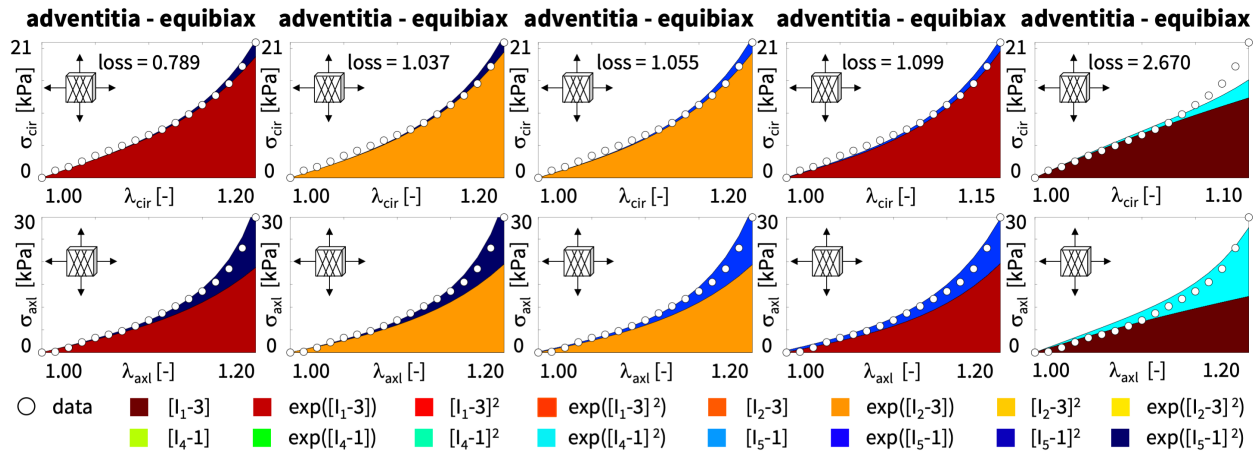 adventitia - equibiax adventitia - equibiax adventitia - equibiax adventitia - equibiax adventitia - equibiax
21 21 21 21 21
loss = 0.789 loss = 1.037 loss = 1.055 loss = 1.099 loss = 2.670
σcir [kPa] σcir [kPa] σcir [kPa] σcir [kPa] σcir [kPa]
0 0 0 0 0
1.00 λcir [-] 1.20 1.00 λcir [-] 1.20 1.00 λcir [-] 1.20 1.00 λcir [-] 1.15 1.00 λcir [-] 1.10
30 30 30 30 30
σaxl [kPa] σaxl [kPa] σaxl [kPa] σaxl [kPa] σaxl [kPa]
0 0 0 0 0
1.00 λaxl [-] 1.20 1.00 λaxl [-] 1.20 1.00 λaxl [-] 1.20 1.00 λaxl [-] 1.20 1.00 λaxl [-] 1.20
data [I₁-3] exp([I₁-3]) [I₁-3]² exp([I₁-3]²) [I₂-3] exp([I₂-3]) [I₂-3]² exp([I₂-3]²)
[I₄-1] exp([I₄-1]) [I₄-1]² exp([I₄-1]²) [I₅-1] exp([I₅-1]) [I₅-1]² exp([I₅-1]²)